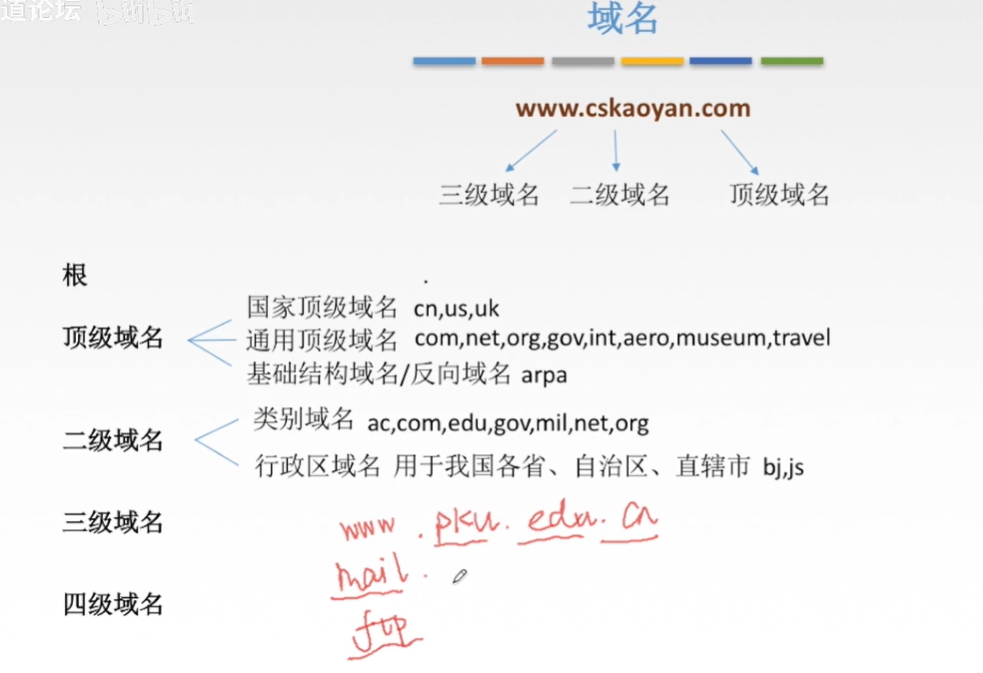 道论坛 bilibili
域名
www.cskaoyan.com
三级域名 二级域名 顶级域名
根 .
国家顶级域名 cn,us,uk
顶级域名 通用顶级域名 com,net,org,gov,int,aero,museum,travel
基础结构域名/反向域名 arpa
类别域名 ac,com,edu,gov,mil,net,org
二级域名
行政区域名 用于我国各省、自治区、直辖市 bj,js
三级域名 www.pku.edu.cn
mail.
四级域名
ftp